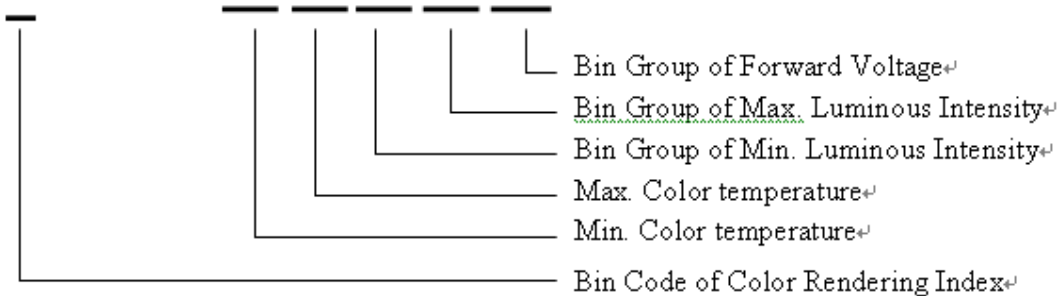 Bin Group of Forward Voltage↵
Bin Group of Max. Luminous Intensity↵
Bin Group of Min. Luminous Intensity↵
Max. Color temperature↵
Min. Color temperature↵
Bin Code of Color Rendering Index↵